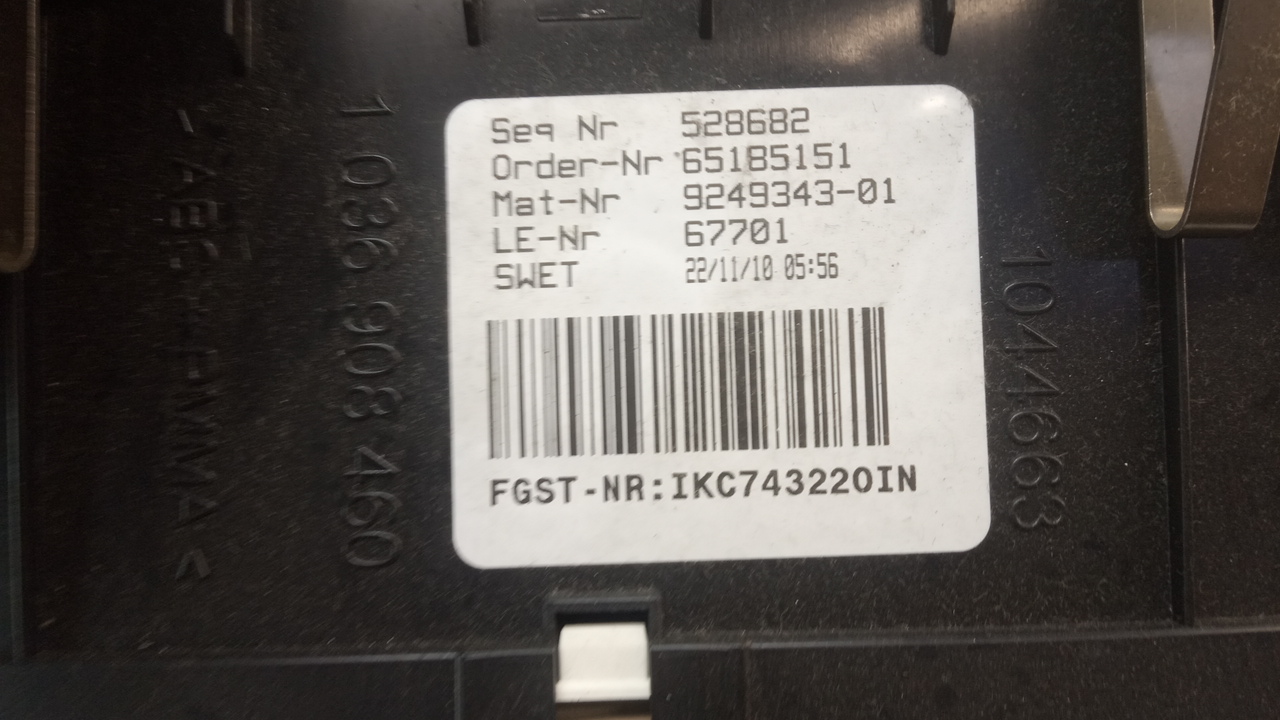 Seq Nr 528682
Order-Nr 65185151
Mat-Nr 9249343-01
LE-Nr 67701
SWET 22/11/10 05:56
FGST-NR:IKC743220IN
1 036 908 460
1044663